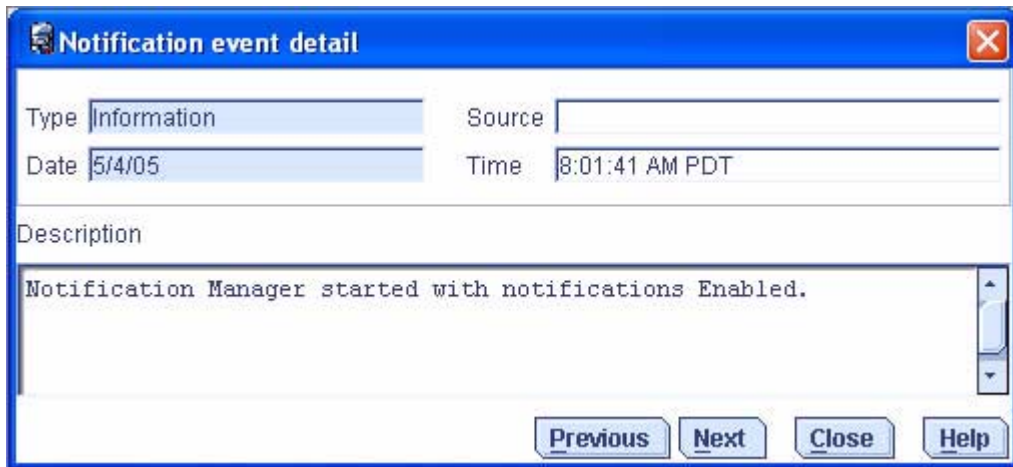 Notification event detail
Type Information Source
Date 5/4/05 Time 8:01:41 AM PDT
Description
Notification Manager started with notifications Enabled.
Previous Next Close Help